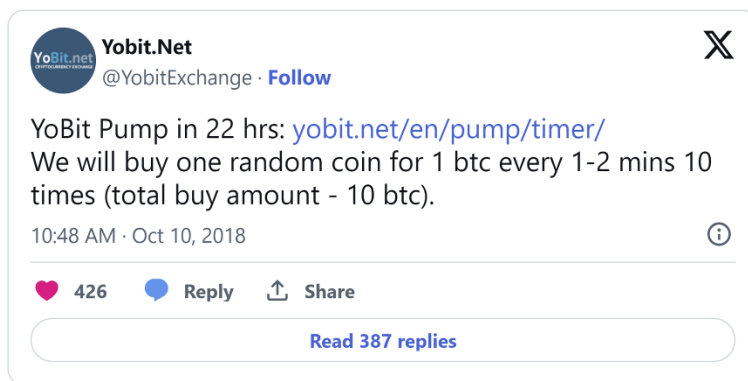 YoBit.net
CRYPTOCURRENCY EXCHANGE
Yobit.Net
@YobitExchange · Follow
YoBit Pump in 22 hrs: yobit.net/en/pump/timer/
We will buy one random coin for 1 btc every 1-2 mins 10
times (total buy amount - 10 btc).
10:48 AM · Oct 10, 2018
426 Reply Share
Read 387 replies